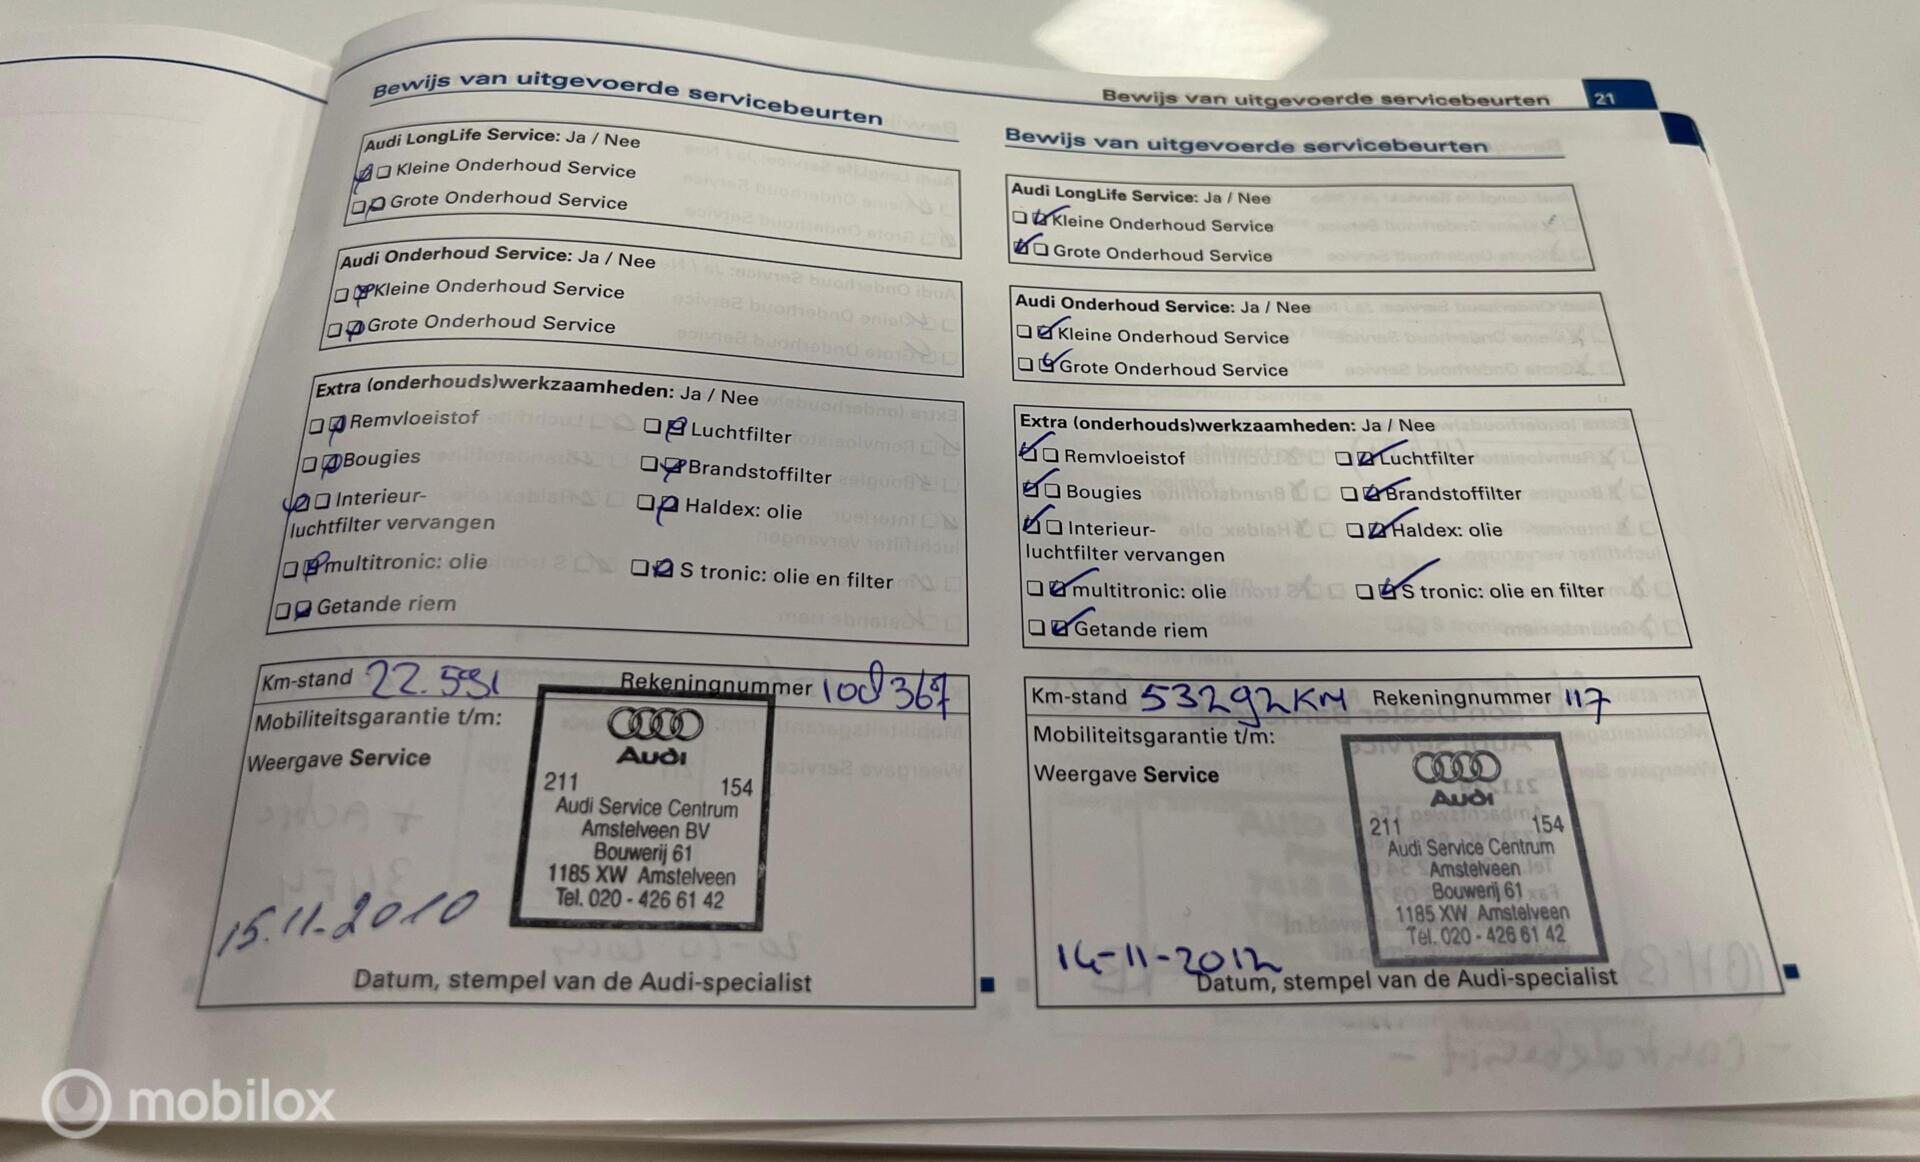 Bewijs van uitgevoerde servicebeurten
Audi LongLife Service: Ja / Nee
Kleine Onderhoud Service
Grote Onderhoud Service
Audi Onderhoud Service: Ja / Nee
Kleine Onderhoud Service
Grote Onderhoud Service
Extra (onderhouds)werkzaamheden: Ja / Nee
Remvloeistof
Luchtfilter
Bougies
Brandstoffilter
Interieur-
luchtfilter vervangen
Haldex: olie
multitronic: olie
S tronic: olie en filter
Getande riem
Km-stand 22.591 Rekeningnummer
Mobiliteitsgarantie t/m:
Weergave Service
Audi
211 154
Audi Service Centrum
Amstelveen BV
Bouwerij 61
1185 XW Amstelveen
Tel. 020 - 426 61 42
15.11-2010
Datum, stempel van de Audi-specialist
Bewijs van uitgevoerde servicebeurten 21
Bewijs van uitgevoerde servicebeurten
Audi LongLife Service: Ja / Nee
Kleine Onderhoud Service
Grote Onderhoud Service
Audi Onderhoud Service: Ja / Nee
Kleine Onderhoud Service
Grote Onderhoud Service
Extra (onderhouds)werkzaamheden: Ja / Nee
Remvloeistof
Luchtfilter
Bougies
Brandstoffilter
Interieur-
luchtfilter vervangen
Haldex: olie
multitronic: olie
S tronic: olie en filter
Getande riem
Km-stand 53292 KM Rekeningnummer 117
Mobiliteitsgarantie t/m:
Weergave Service
Audi
211 154
Audi Service Centrum
Amstelveen
Bouwerij 61
1185 XW Amstelveen
Tel. 020 - 426 61 42
14-11-2012
Datum, stempel van de Audi-specialist
mobilox